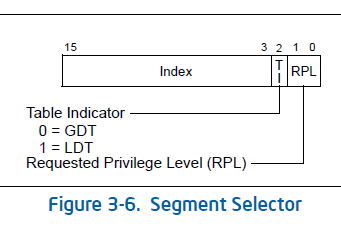 15 3 2 1 0
Index T I RPL
Table Indicator
0 = GDT
1 = LDT
Requested Privilege Level (RPL)
Figure 3-6. Segment Selector